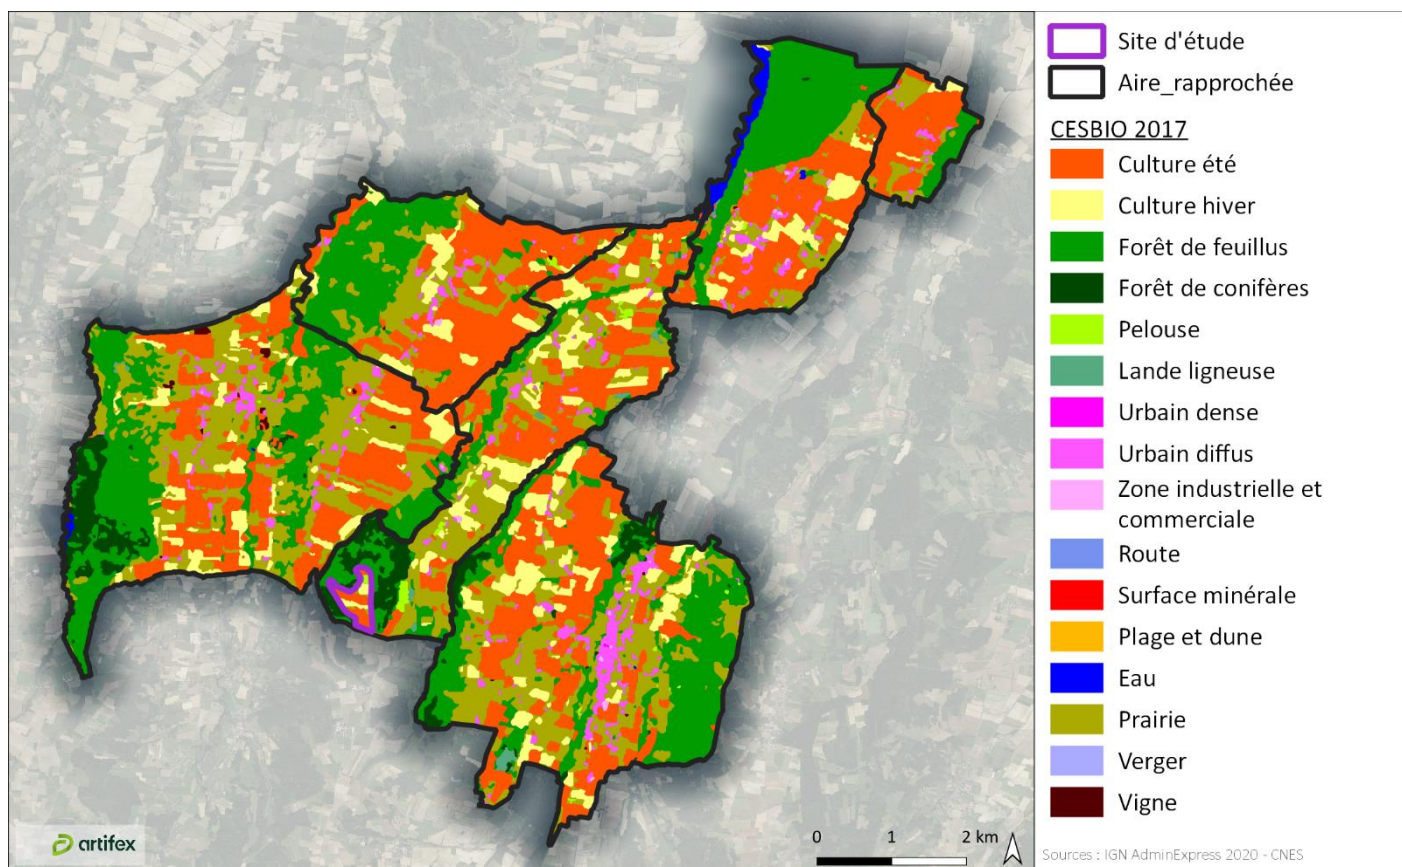 Site d'étude
Aire_rapprochée
CESBIO 2017
Culture été
Culture hiver
Forêt de feuillus
Forêt de conifères
Pelouse
Lande ligneuse
Urbain dense
Urbain diffus
Zone industrielle et
commerciale
Route
Surface minérale
Plage et dune
Eau
Prairie
Verger
Vigne
artifex
0 1 2 km
Sources : IGN AdminExpress 2020 - CNES